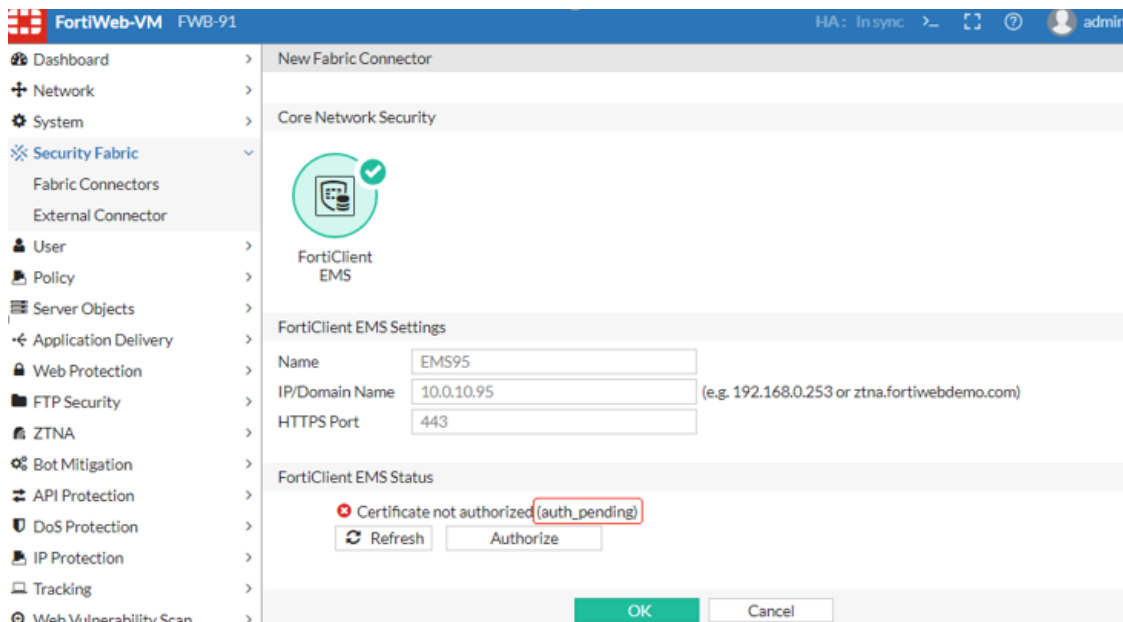 FortiWeb-VM FWB-91 HA: In sync >_ admin
Dashboard
Network
System
Security Fabric
Fabric Connectors
External Connector
User
Policy
Server Objects
Application Delivery
Web Protection
FTP Security
ZTNA
Bot Mitigation
API Protection
DoS Protection
IP Protection
Tracking
Web Vulnerability Scan
New Fabric Connector
Core Network Security
FortiClient
EMS
FortiClient EMS Settings
Name EMS95
IP/Domain Name 10.0.10.95 (e.g. 192.168.0.253 or ztna.fortiwebdemo.com)
HTTPS Port 443
FortiClient EMS Status
Certificate not authorized (auth_pending)
Refresh Authorize
OK Cancel